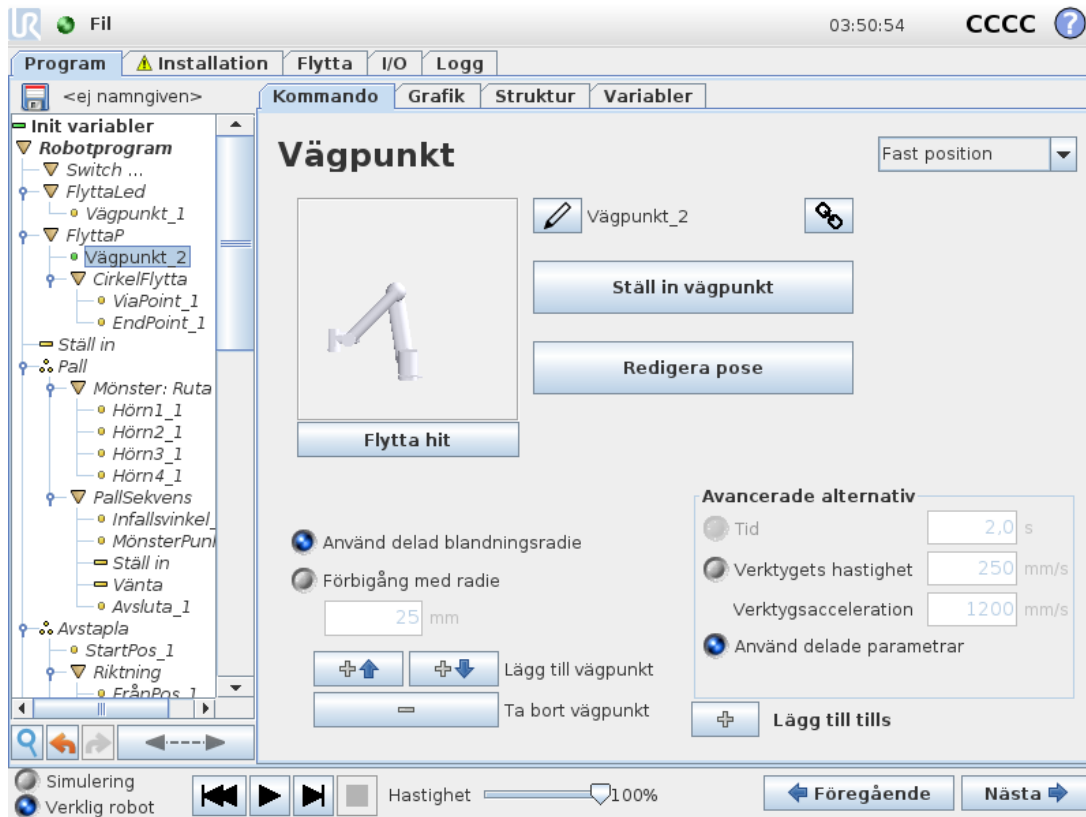 UR Fil 03:50:54 CCCC ?
Program Installation Flytta I/O Logg
<ej namngiven>
Kommando Grafik Struktur Variabler
Init variabler
Robotprogram
Switch ...
FlyttaLed
Vägpunkt_1
FlyttaP
Vägpunkt_2
CirkelFlytta
ViaPoint_1
EndPoint_1
Ställ in
Pall
Mönster: Ruta
Hörn1_1
Hörn2_1
Hörn3_1
Hörn4_1
PallSekvens
Infallsvinkel_
MönsterPun
Ställ in
Vänta
Avsluta_1
Avstapla
StartPos_1
Riktning
FrånPos_1
Vägpunkt
Fast position
Vägpunkt_2
Ställ in vägpunkt
Redigera pose
Flytta hit
Använd delad blandningsradie
Förbigång med radie
25 mm
Lägg till vägpunkt
Ta bort vägpunkt
Avancerade alternativ
Tid 2,0 s
Verktygets hastighet 250 mm/s
Verktygsacceleration 1200 mm/s
Använd delade parametrar
Lägg till tills
Simulering
Verklig robot
Hastighet 100%
Föregående Nästa